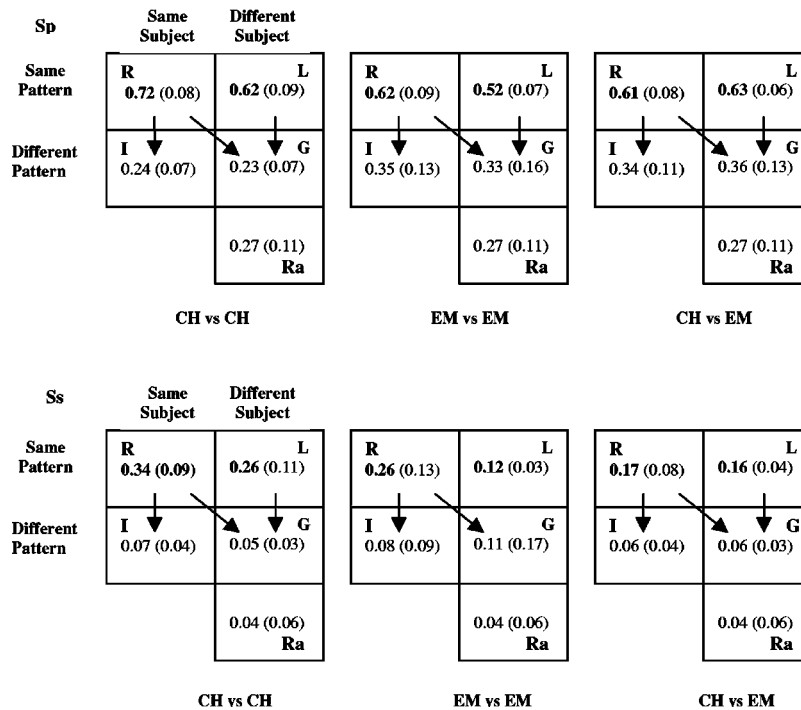 Sp
Same Subject
Different Subject
Same Pattern
R L R L R L
0.72 (0.08) 0.62 (0.09) 0.62 (0.09) 0.52 (0.07) 0.61 (0.08) 0.63 (0.06)
Different Pattern
I G I G I G
0.24 (0.07) 0.23 (0.07) 0.35 (0.13) 0.33 (0.16) 0.34 (0.11) 0.36 (0.13)
0.27 (0.11) 0.27 (0.11) 0.27 (0.11)
Ra Ra Ra
CH vs CH EM vs EM CH vs EM
Ss
Same Subject
Different Subject
Same Pattern
R L R L R L
0.34 (0.09) 0.26 (0.11) 0.26 (0.13) 0.12 (0.03) 0.17 (0.08) 0.16 (0.04)
Different Pattern
I G I G I G
0.07 (0.04) 0.05 (0.03) 0.08 (0.09) 0.11 (0.17) 0.06 (0.04) 0.06 (0.03)
0.04 (0.06) 0.04 (0.06) 0.04 (0.06)
Ra Ra Ra
CH vs CH EM vs EM CH vs EM